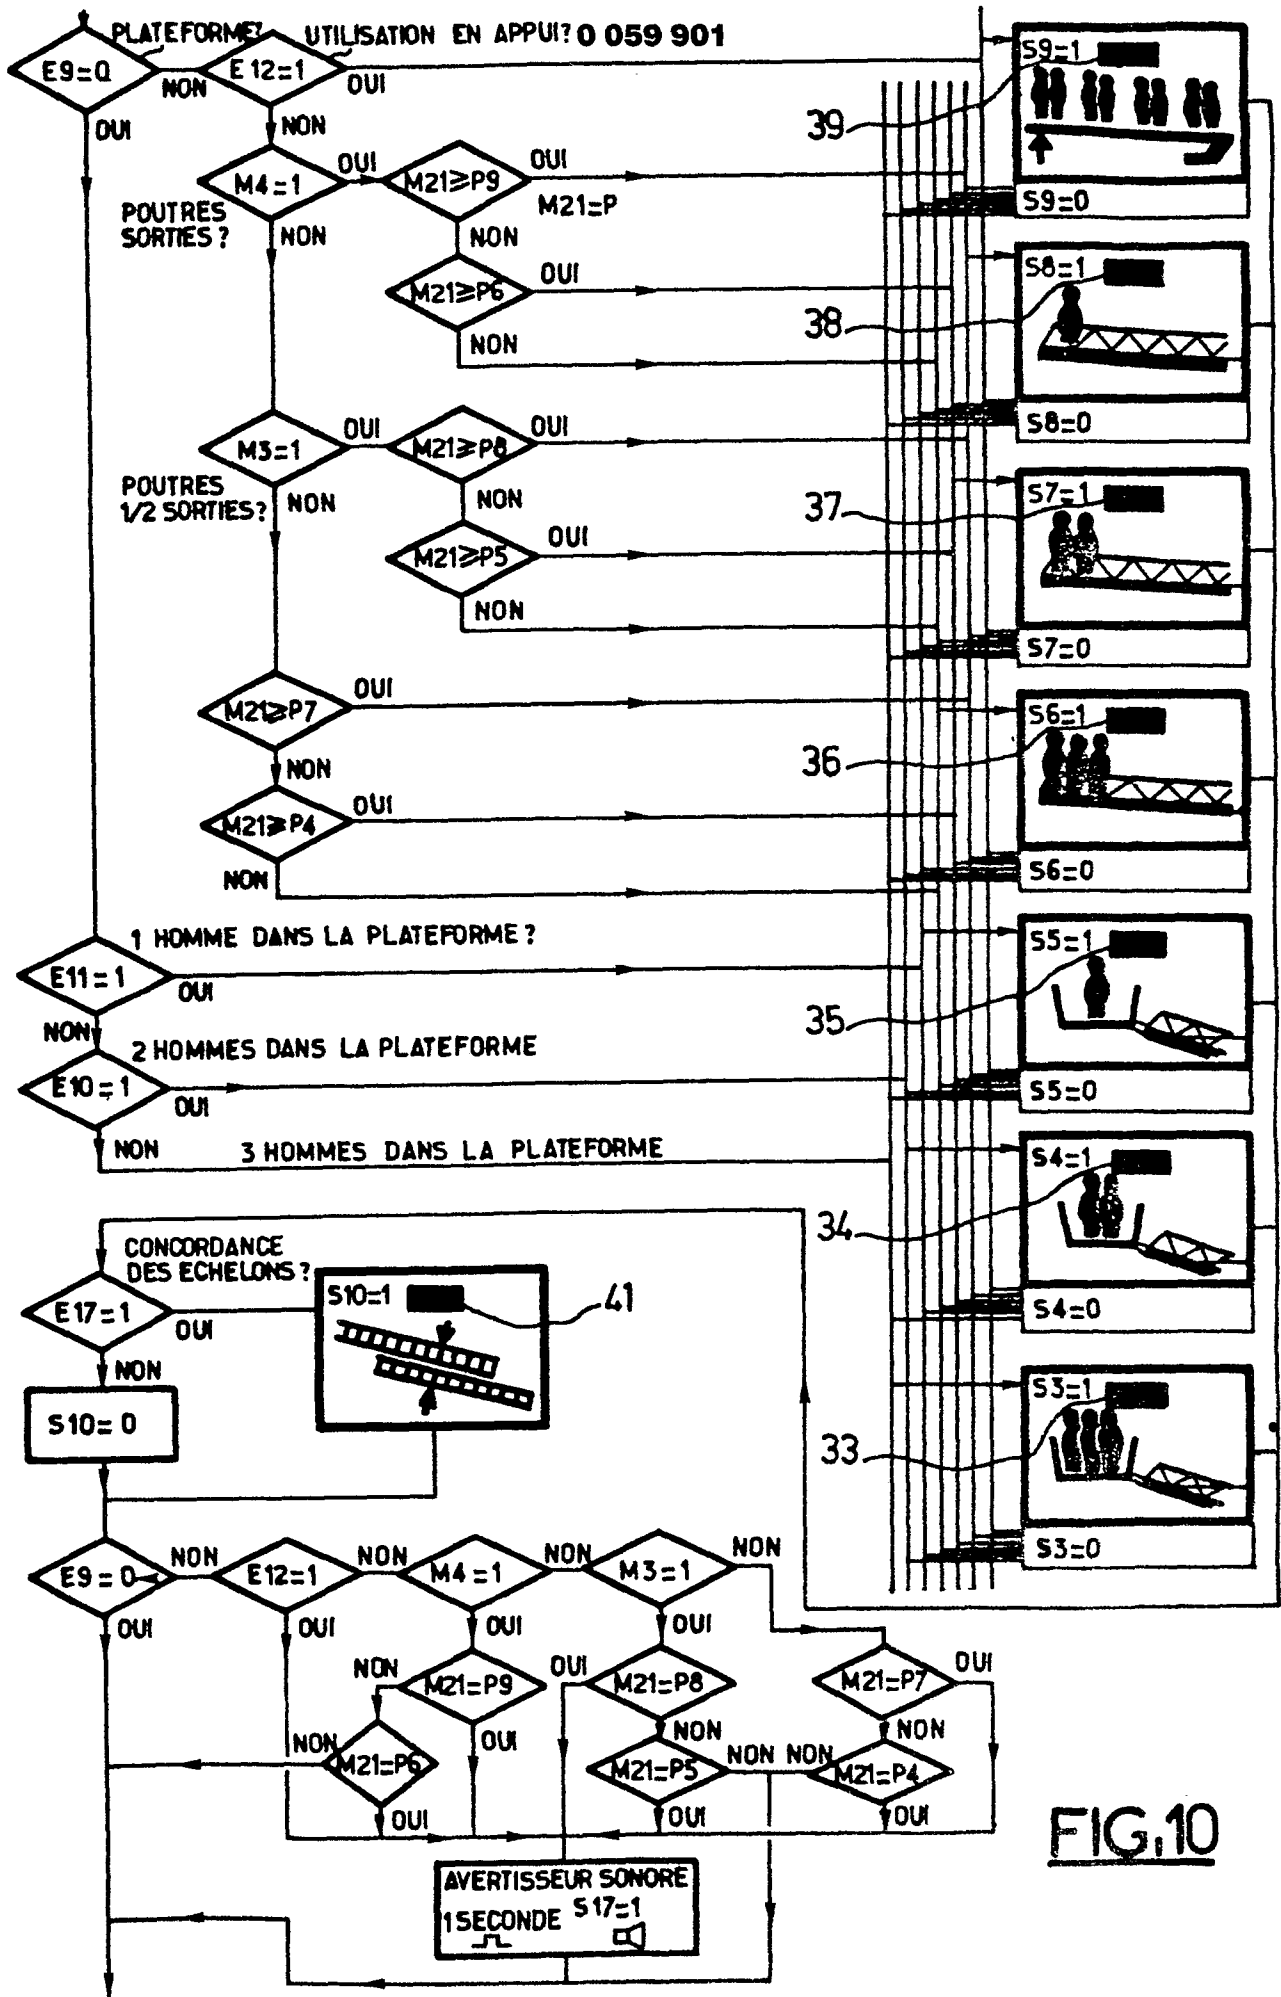 PLATEFORME?
UTILISATION EN APPUI? 0 059 901
E9=0
NON
E12=1
OUI
OUI
NON
S9=1
39
S9=0
M4=1
OUI
M21≥P9
OUI
M21=P
POUTRES
SORTIES?
NON
NON
M21≥P6
OUI
NON
S8=1
38
S8=0
M3=1
OUI
M21≥P8
OUI
POUTRES
1/2 SORTIES?
NON
NON
M21≥P5
OUI
NON
S7=1
37
S7=0
M21≥P7
OUI
NON
M21≥P4
OUI
NON
S6=1
36
S6=0
1 HOMME DANS LA PLATEFORME?
E11=1
OUI
NON
S5=1
35
S5=0
2 HOMMES DANS LA PLATEFORME
E10=1
OUI
NON
3 HOMMES DANS LA PLATEFORME
S4=1
34
S4=0
CONCORDANCE
DES ECHELONS?
E17=1
OUI
NON
S10=1
41
S10=0
S3=1
33
S3=0
E9=0
NON
E12=1
NON
M4=1
NON
M3=1
NON
OUI
OUI
OUI
OUI
NON
M21=P9
OUI
M21=P8
M21=P7
OUI
NON
M21=P6
OUI
NON
M21=P5
NON
NON
NON
M21=P4
OUI
OUI
OUI
AVERTISSEUR SONORE
1 SECONDE S17=1
FIG.10